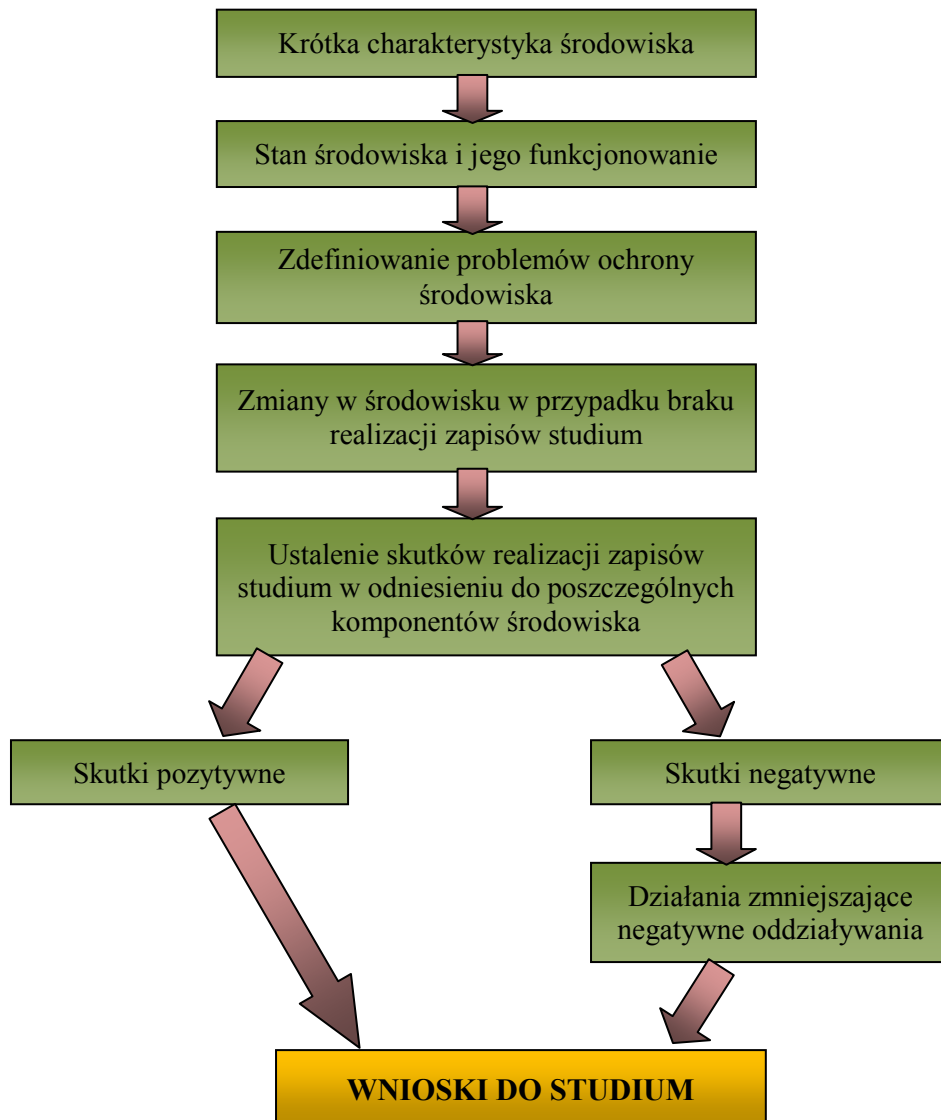 Krótka charakterystyka środowiska
Stan środowiska i jego funkcjonowanie
Zdefiniowanie problemów ochrony
środowiska
Zmiany w środowisku w przypadku braku
realizacji zapisów studium
Ustalenie skutków realizacji zapisów
studium w odniesieniu do poszczególnych
komponentów środowiska
Skutki pozytywne
Skutki negatywne
Działania zmniejszające
negatywne oddziaływania
WNIOSKI DO STUDIUM